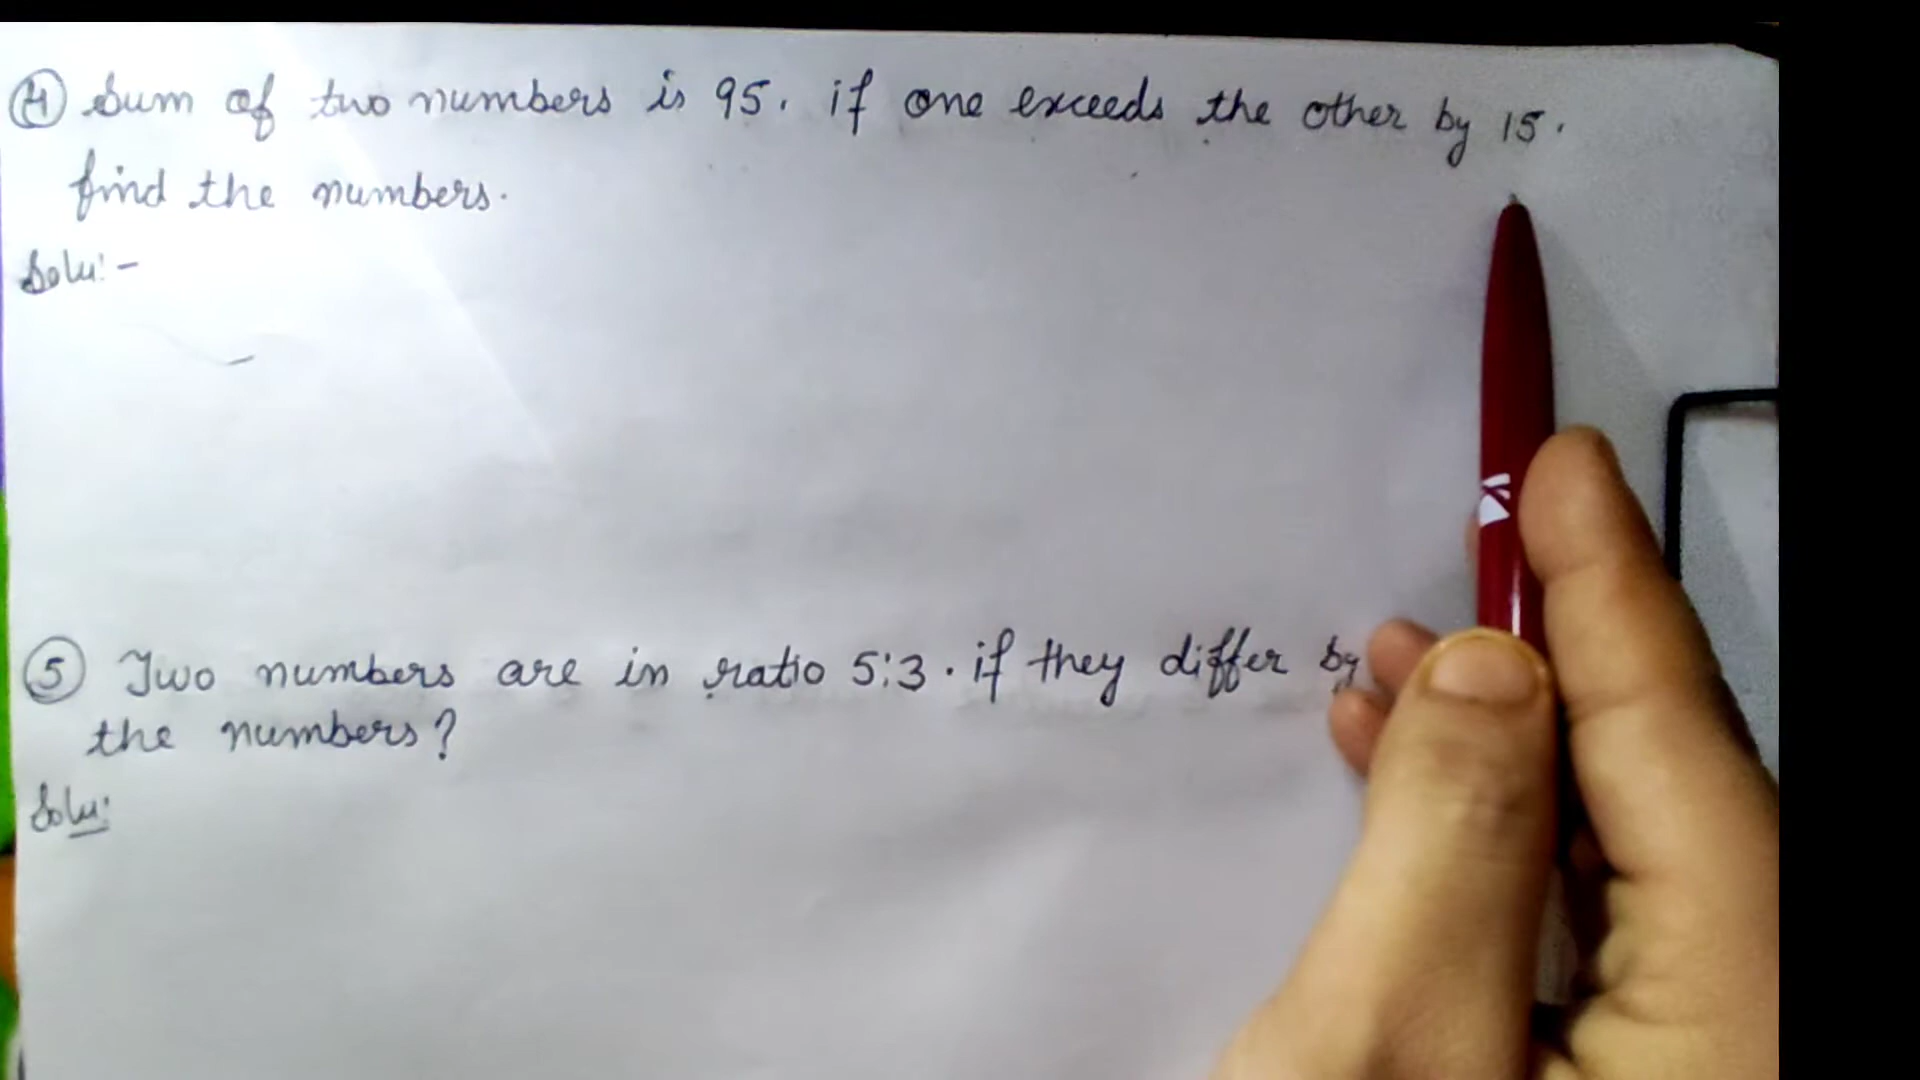 4 Sum of two numbers is 95. if one exceeds the other by 15.
find the numbers.
Solu:-
5 Two numbers are in ratio 5:3. if they differ by
the numbers?
Solu: